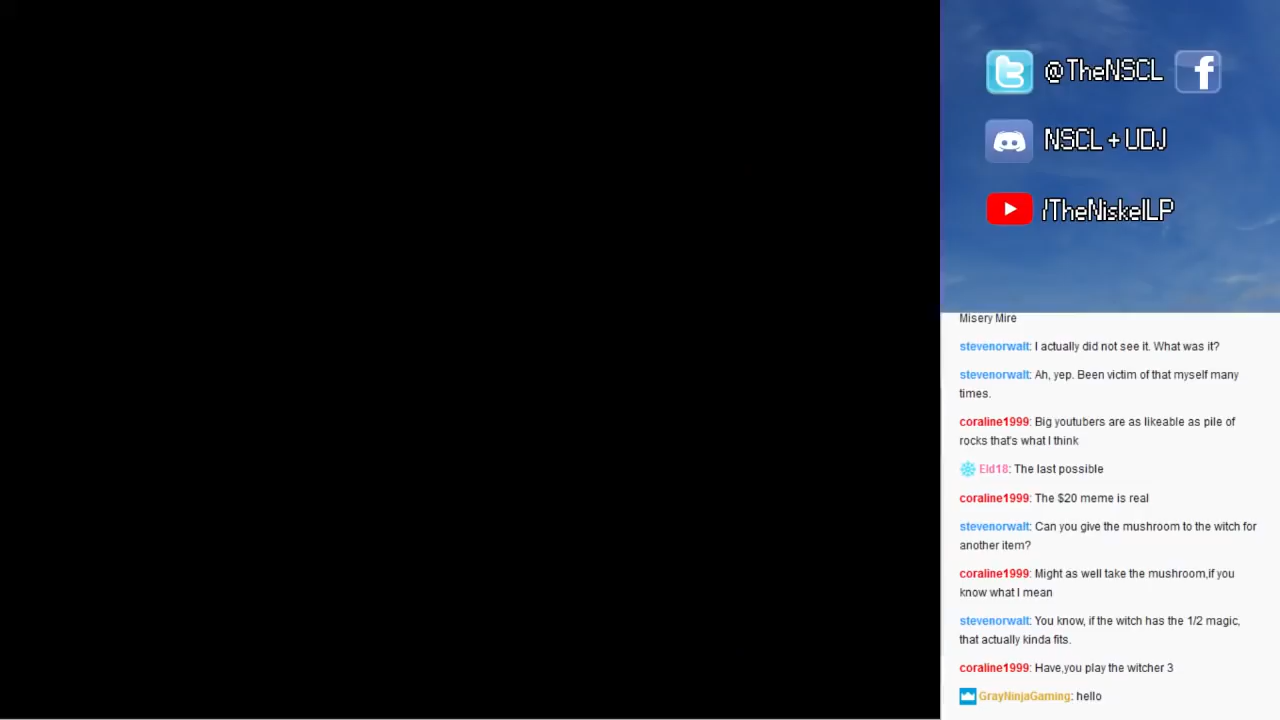 @TheNSCL
NSCL + UDJ
/TheNiskelLP
Misery Mire
stevenorwalt: I actually did not see it. What was it?
stevenorwalt: Ah, yep. Been victim of that myself many
times.
coraline1999: Big youtubers are as likeable as pile of
rocks that's what I think
Eld18: The last possible
coraline1999: The $20 meme is real
stevenorwalt: Can you give the mushroom to the witch for
another item?
coraline1999: Might as well take the mushroom,if you
know what I mean
stevenorwalt: You know, if the witch has the 1/2 magic,
that actually kinda fits.
coraline1999: Have,you play the witcher 3
GrayNinjaGaming: hello